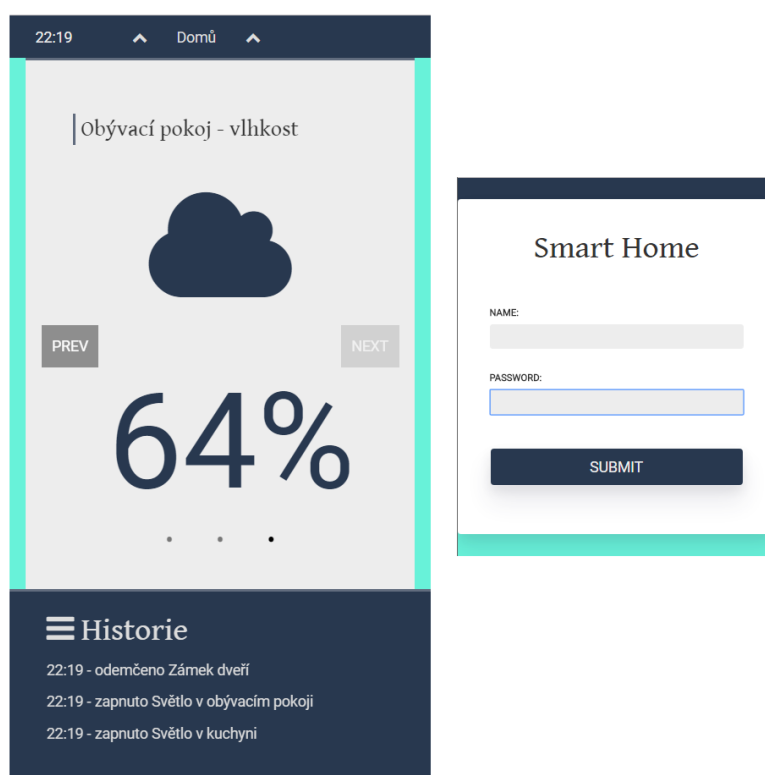 22:19 Domů
Obývací pokoj - vlhkost
PREV NEXT
64%
Historie
22:19 - odemčeno Zámek dveří
22:19 - zapnuto Světlo v obývacím pokoji
22:19 - zapnuto Světlo v kuchyni
Smart Home
NAME:
PASSWORD:
SUBMIT